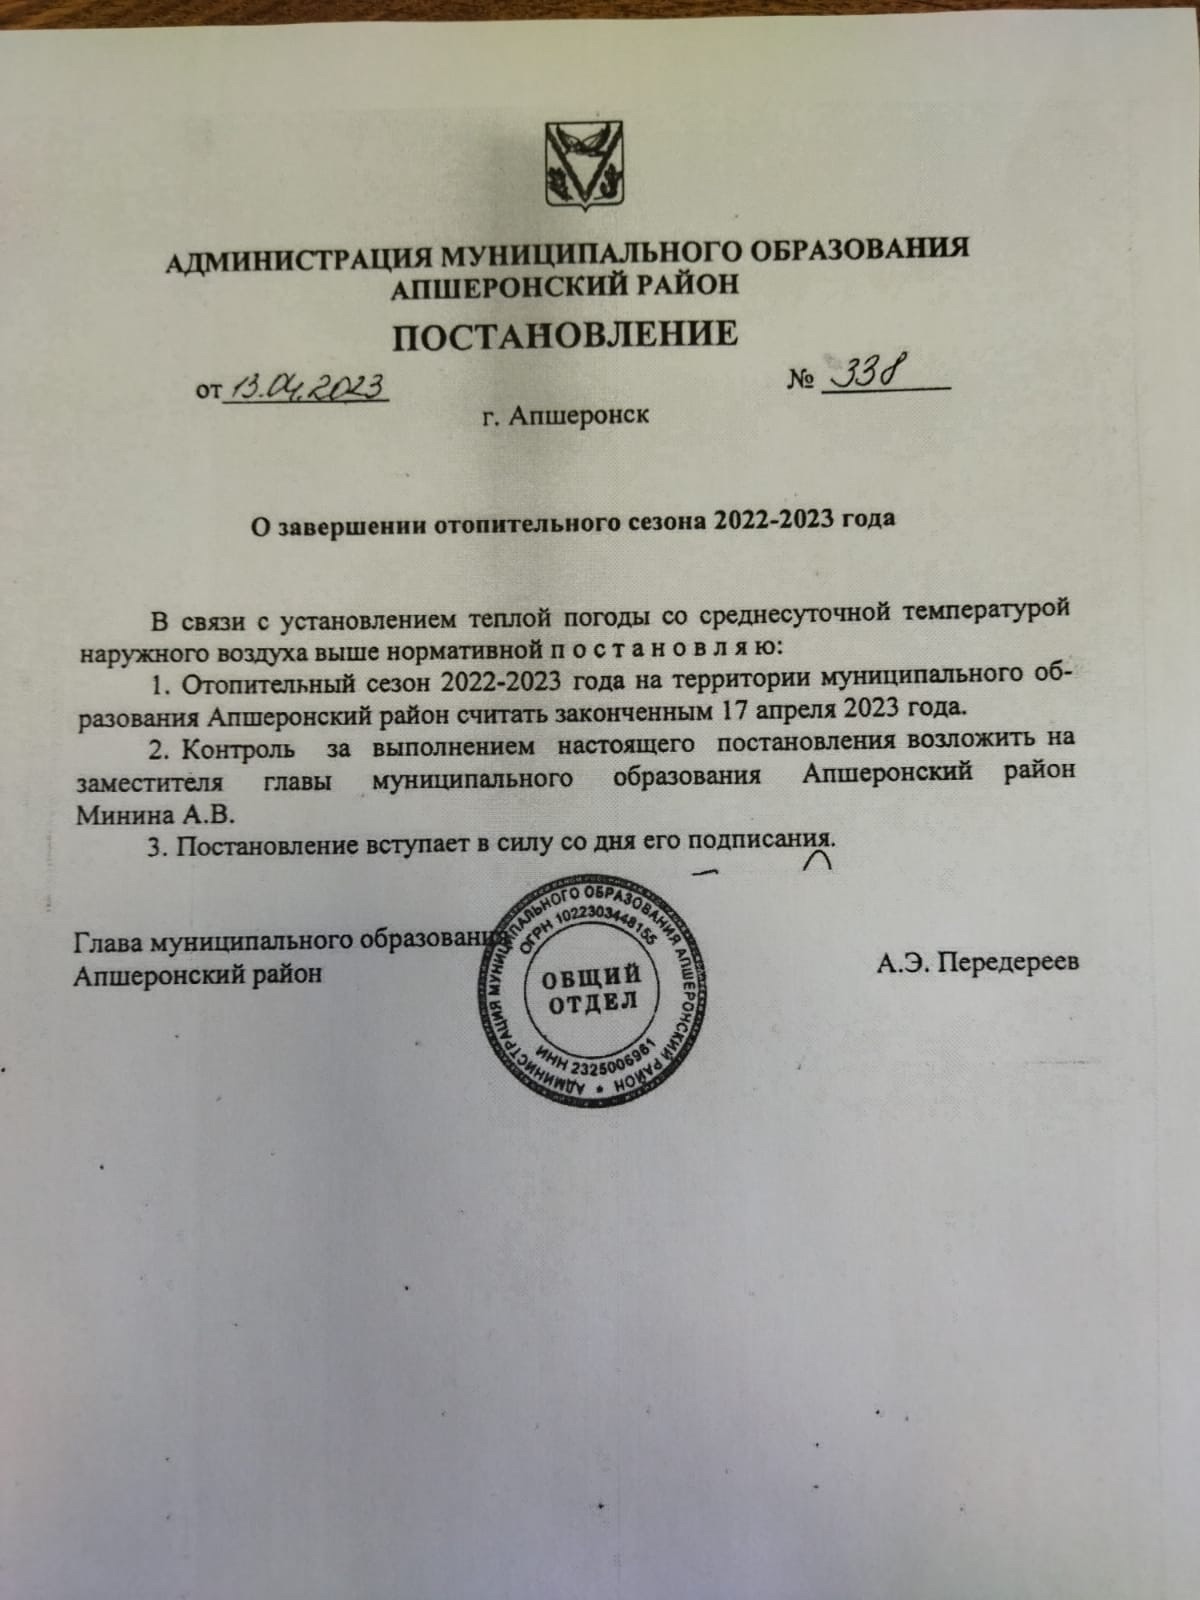 АДМИНИСТРАЦИЯ МУНИЦИПАЛЬНОГО ОБРАЗОВАНИЯ
АПШЕРОНСКИЙ РАЙОН
ПОСТАНОВЛЕНИЕ
от 13.04.2023 № 338
г. Апшеронск
О завершении отопительного сезона 2022-2023 года
В связи с установлением теплой погоды со среднесуточной температурой
наружного воздуха выше нормативной п о с т а н о в л я ю:
1. Отопительный сезон 2022-2023 года на территории муниципального об-
разования Апшеронский район считать законченным 17 апреля 2023 года.
2. Контроль за выполнением настоящего постановления возложить на
заместителя главы муниципального образования Апшеронский район
Минина А.В.
3. Постановление вступает в силу со дня его подписания.
Глава муниципального образования
Апшеронский район
А.Э. Передереев
АДМИНИСТРАЦИЯ МУНИЦИПАЛЬНОГО ОБРАЗОВАНИЯ АПШЕРОНСКИЙ РАЙОН
ОГРН 1022303448155
ОБЩИЙ
ОТДЕЛ
ИНН 2325006961